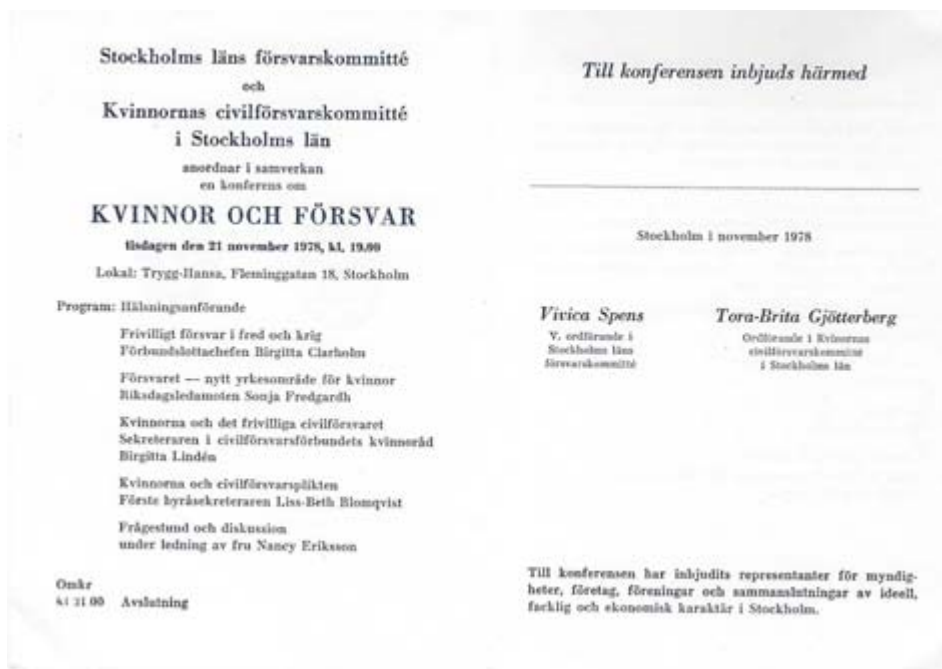 Stockholms läns försvarskommitté
och
Kvinnornas civilförsvarskommitté
i Stockholms län
anordnar i samverkan
en konferens om
KVINNOR OCH FÖRSVAR
tisdagen den 21 november 1978, kl. 19.00
Lokal: Trygg-Hansa, Fleminggatan 18, Stockholm
Program: Hälsningsanförande
Frivilligt försvar i fred och krig
Förbundslottachefen Birgitta Clarholm
Försvaret — nytt yrkesområde för kvinnor
Riksdagsledamoten Sonja Fredgardh
Kvinnorna och det frivilliga civilförsvaret
Sekreteraren i civilförsvarsförbundets kvinnoråd
Birgitta Lindén
Kvinnorna och civilförsvarsplikten
Förste byråsekreteraren Liss-Beth Blomqvist
Frågestund och diskussion
under ledning av fru Nancy Eriksson
Omkr
kl 21 00 Avslutning
Till konferensen inbjuds härmed
Stockholm i november 1978
Vivica Spens
V. ordförande i
Stockholms läns
försvarskommitté
Tora-Brita Gjötterberg
Ordförande i Kvinnornas
civilförsvarskommitté
i Stockholms län
Till konferensen har inbjudits representanter för myndig-
heter, företag, föreningar och sammanslutningar av ideell,
facklig och ekonomisk karaktär i Stockholm.